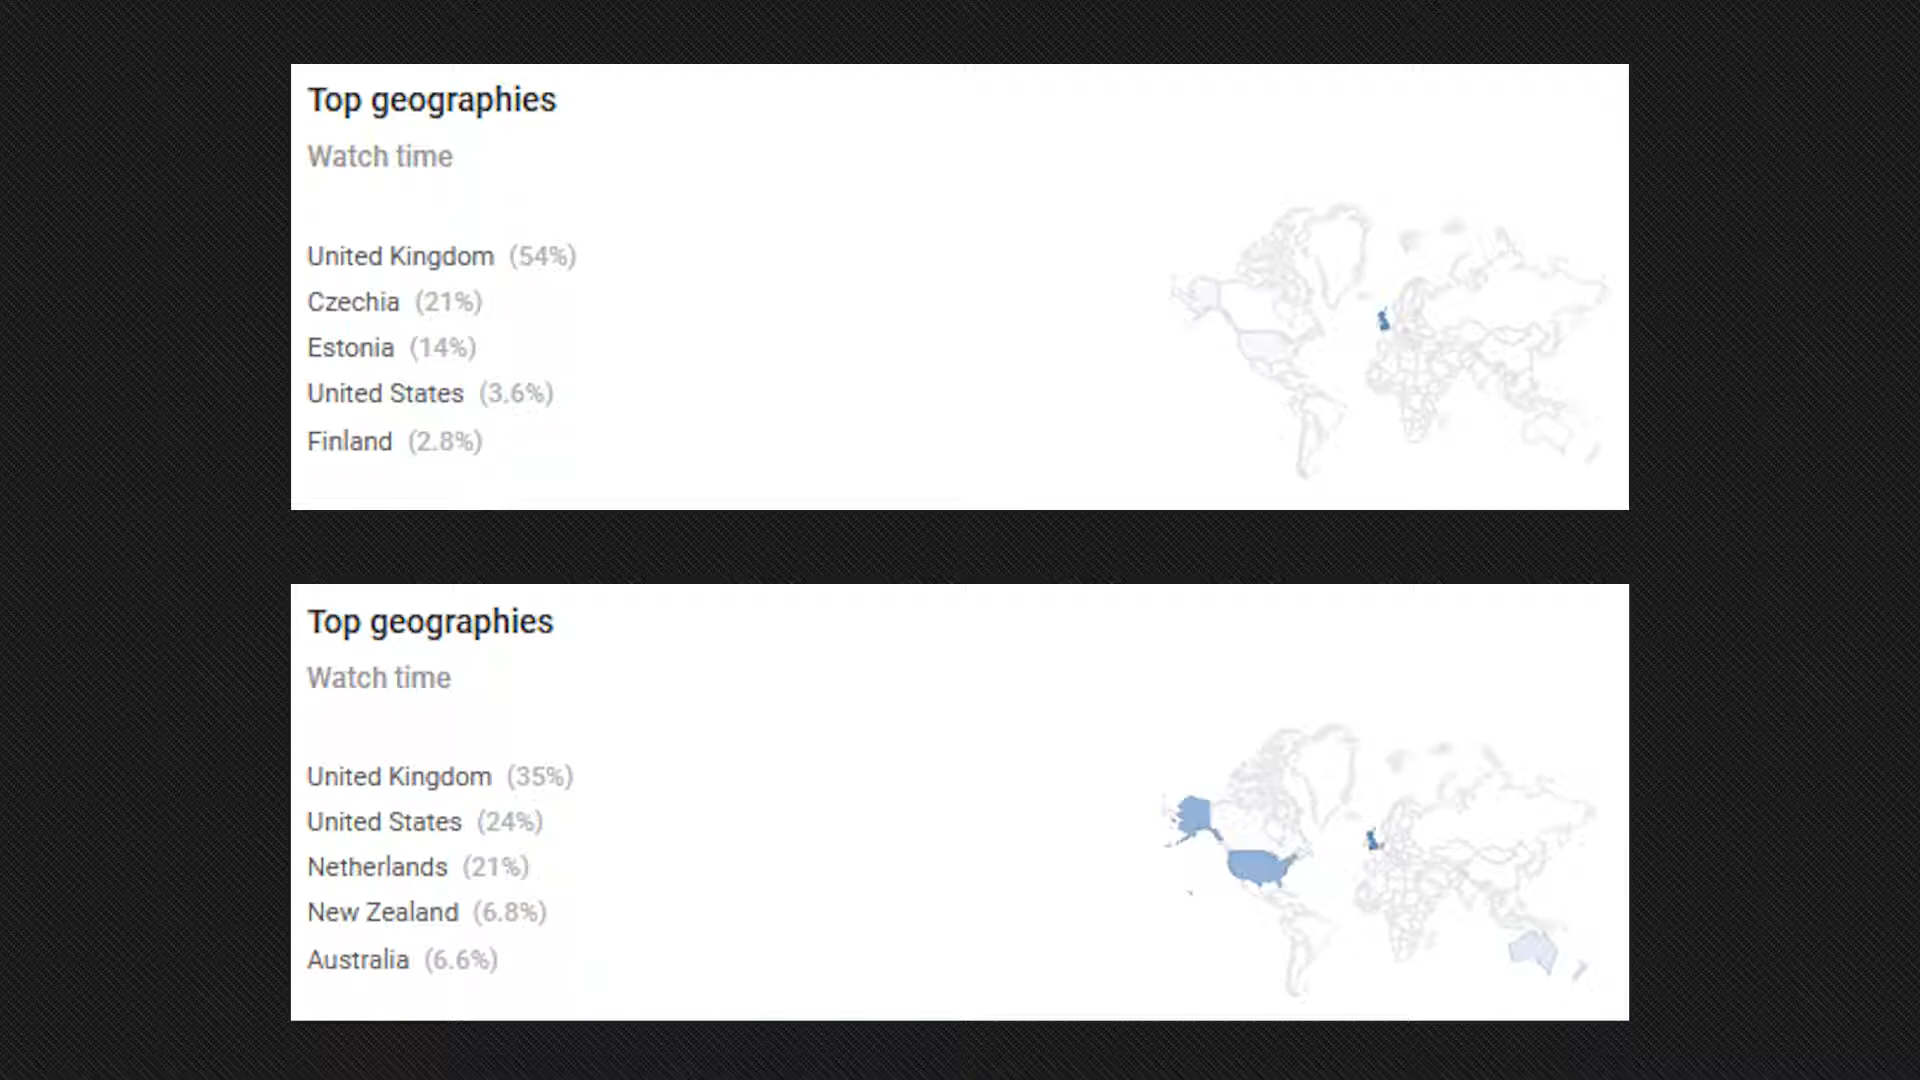 Top geographies
Watch time
United Kingdom (54%)
Czechia (21%)
Estonia (14%)
United States (3.6%)
Finland (2.8%)
Top geographies
Watch time
United Kingdom (35%)
United States (24%)
Netherlands (21%)
New Zealand (6.8%)
Australia (6.6%)